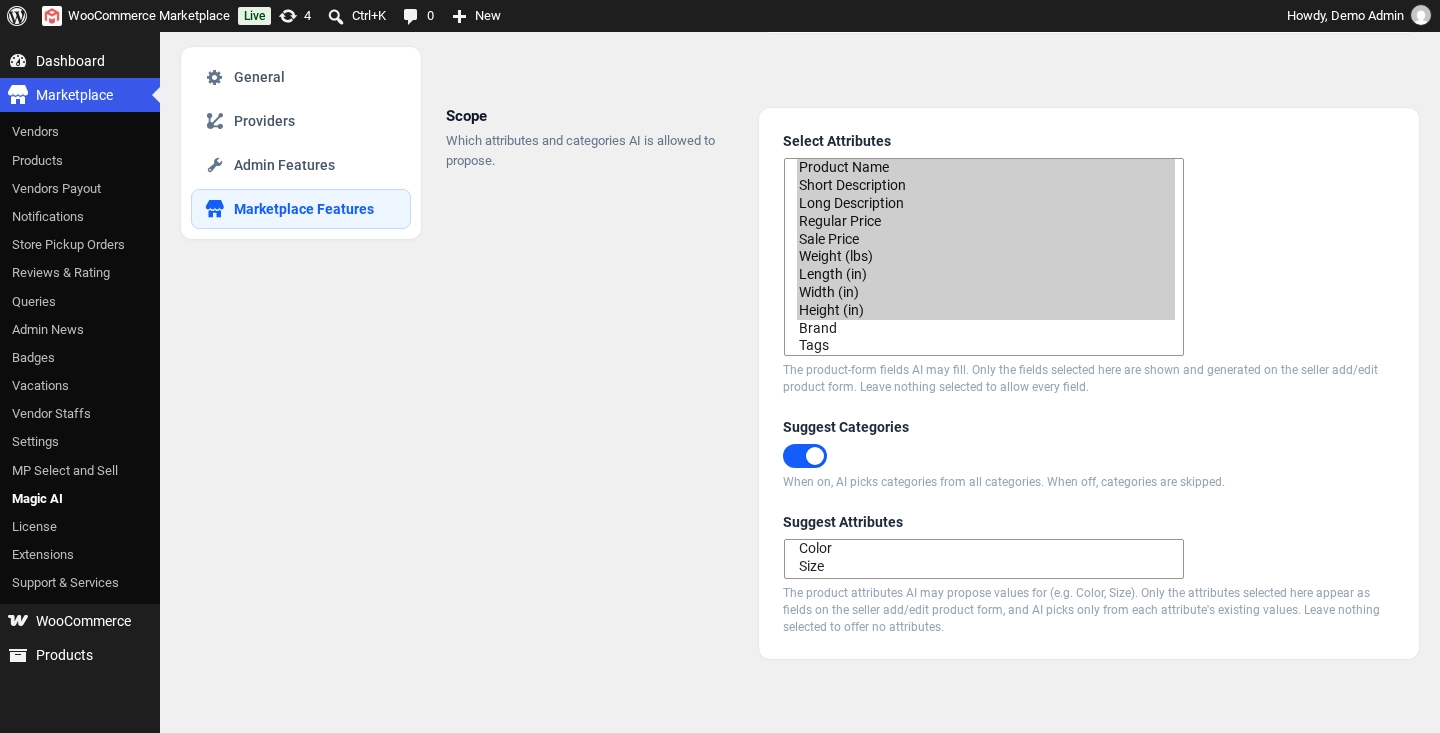 WooCommerce Marketplace Live 4 Ctrl+K 0 New Howdy, Demo Admin
Dashboard
Marketplace
Vendors
Products
Vendors Payout
Notifications
Store Pickup Orders
Reviews & Rating
Queries
Admin News
Badges
Vacations
Vendor Staffs
Settings
MP Select and Sell
Magic AI
License
Extensions
Support & Services
WooCommerce
Products
General
Providers
Admin Features
Marketplace Features
Scope
Which attributes and categories AI is allowed to
propose.
Select Attributes
Product Name
Short Description
Long Description
Regular Price
Sale Price
Weight (lbs)
Length (in)
Width (in)
Height (in)
Brand
Tags
The product-form fields AI may fill. Only the fields selected here are shown and generated on the seller add/edit
product form. Leave nothing selected to allow every field.
Suggest Categories
When on, AI picks categories from all categories. When off, categories are skipped.
Suggest Attributes
Color
Size
The product attributes AI may propose values for (e.g. Color, Size). Only the attributes selected here appear as
fields on the seller add/edit product form, and AI picks only from each attribute's existing values. Leave nothing
selected to offer no attributes.